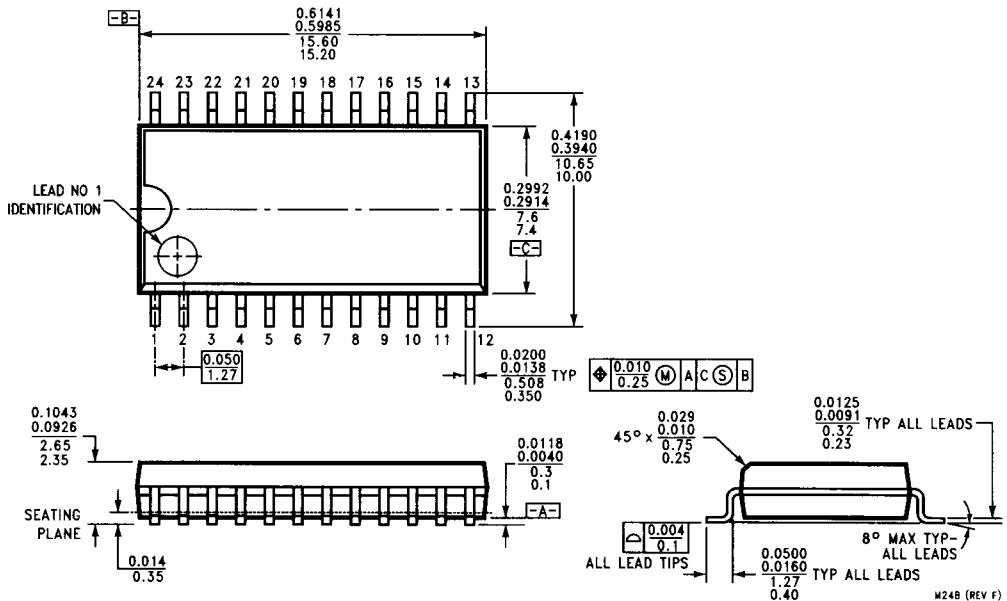 -B-
0.6141
0.5985
15.60
15.20
24 23 22 21 20 19 18 17 16 15 14 13
0.4190
0.3940
10.65
10.00
0.2992
0.2914
7.6
7.4
-C-
LEAD NO 1
IDENTIFICATION
1 2 3 4 5 6 7 8 9 10 11 12
0.050
1.27
0.0200
0.0138
0.508
0.350
TYP
0.010
0.25 Ⓜ A C Ⓢ B
0.1043
0.0926
2.65
2.35
0.0118
0.0040
0.3
0.1
-A-
SEATING
PLANE
0.014
0.35
45° x
0.029
0.010
0.75
0.25
0.0125
0.0091
0.32
0.23
TYP ALL LEADS
0.004
0.1
ALL LEAD TIPS
8° MAX TYP-
ALL LEADS
0.0500
0.0160
1.27
0.40
TYP ALL LEADS
M24B (REV F)